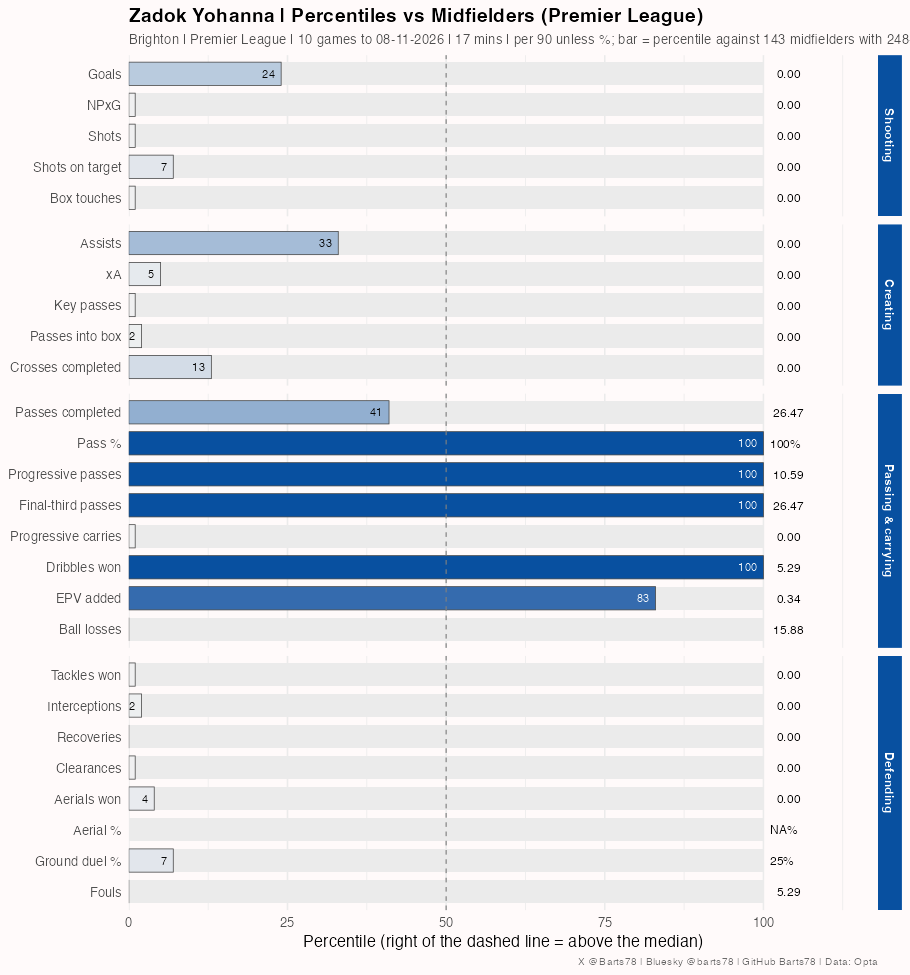 Zadok Yohanna | Percentiles vs Midfielders (Premier League)
Brighton | Premier League | 10 games to 08-11-2026 | 17 mins | per 90 unless %; bar = percentile against 143 midfielders with 248
Goals 24 0.00
NPxG 0.00
Shots 0.00
Shots on target 7 0.00
Box touches 0.00
Shooting
Assists 33 0.00
xA 5 0.00
Key passes 0.00
Passes into box 2 0.00
Crosses completed 13 0.00
Creating
Passes completed 41 26.47
Pass % 100 100%
Progressive passes 100 10.59
Final-third passes 100 26.47
Progressive carries 0.00
Dribbles won 100 5.29
EPV added 83 0.34
Ball losses 15.88
Passing & carrying
Tackles won 0.00
Interceptions 2 0.00
Recoveries 0.00
Clearances 0.00
Aerials won 4 0.00
Aerial % NA%
Ground duel % 7 25%
Fouls 5.29
Defending
0 25 50 75 100
Percentile (right of the dashed line = above the median)
X @Barts78 | Bluesky @barts78 | GitHub Barts78 | Data: Opta